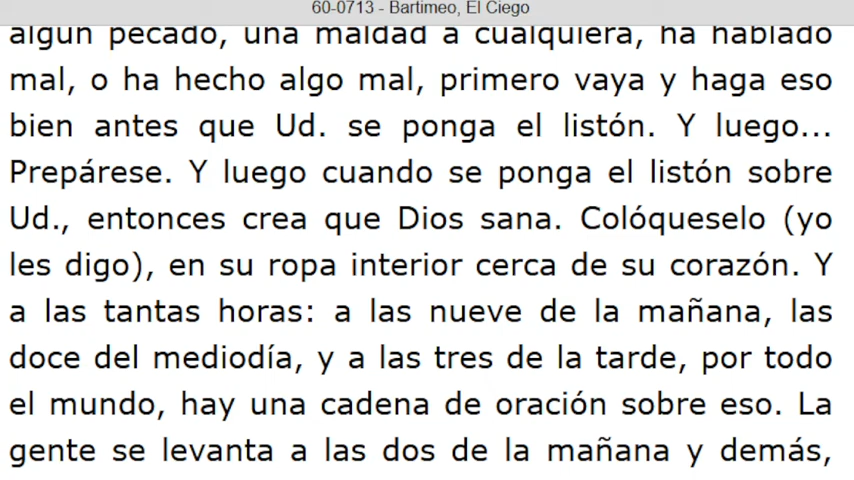 60-0713 - Bartimeo, El Ciego
algún pecado, una maldad a cualquiera, ha hablado
mal, o ha hecho algo mal, primero vaya y haga eso
bien antes que Ud. se ponga el listón. Y luego...
Prepárese. Y luego cuando se ponga el listón sobre
Ud., entonces crea que Dios sana. Colóqueselo (yo
les digo), en su ropa interior cerca de su corazón. Y
a las tantas horas: a las nueve de la mañana, las
doce del mediodía, y a las tres de la tarde, por todo
el mundo, hay una cadena de oración sobre eso. La
gente se levanta a las dos de la mañana y demás,